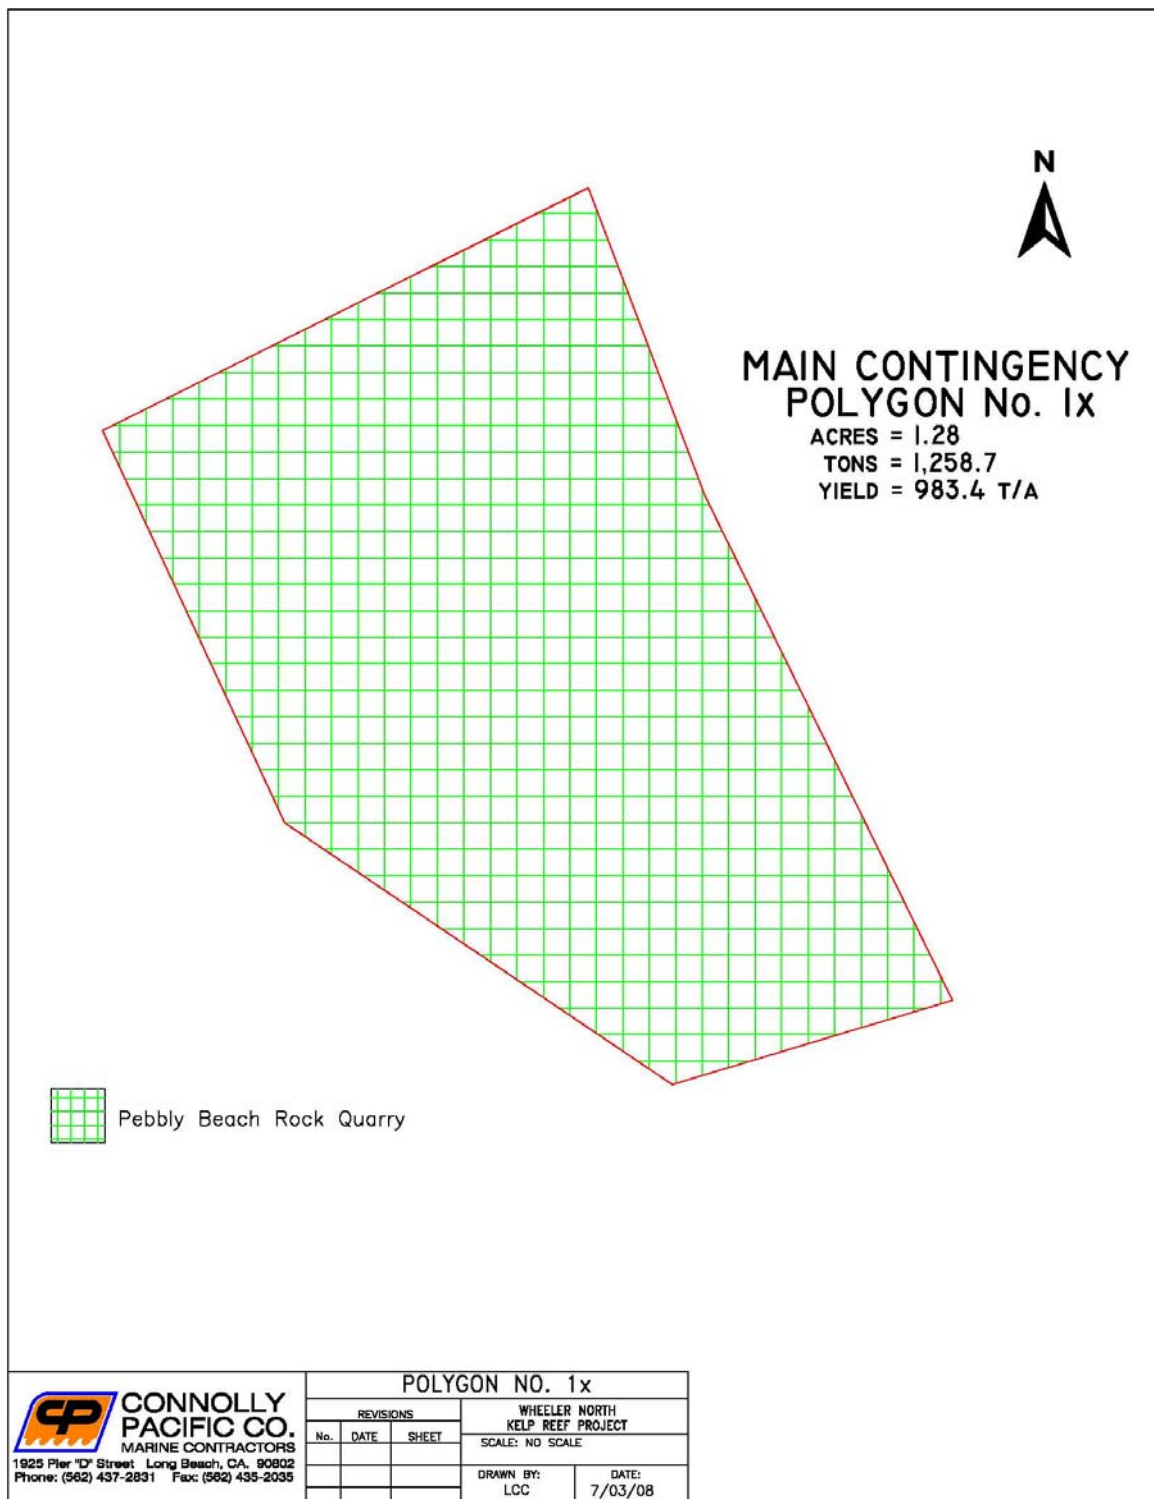 N
MAIN CONTINGENCY
POLYGON No. 1x
ACRES = 1.28
TONS = 1,258.7
YIELD = 983.4 T/A
Pebbly Beach Rock Quarry
CP
CONNOLLY
PACIFIC CO.
MARINE CONTRACTORS
1925 Pier "D" Street Long Beach, CA. 90802
Phone: (562) 437-2831 Fax: (562) 435-2035
POLYGON NO. 1x
REVISIONS
No. DATE SHEET
WHEELER NORTH
KELP REEF PROJECT
SCALE: NO SCALE
DRAWN BY:
LCC
DATE:
7/03/08